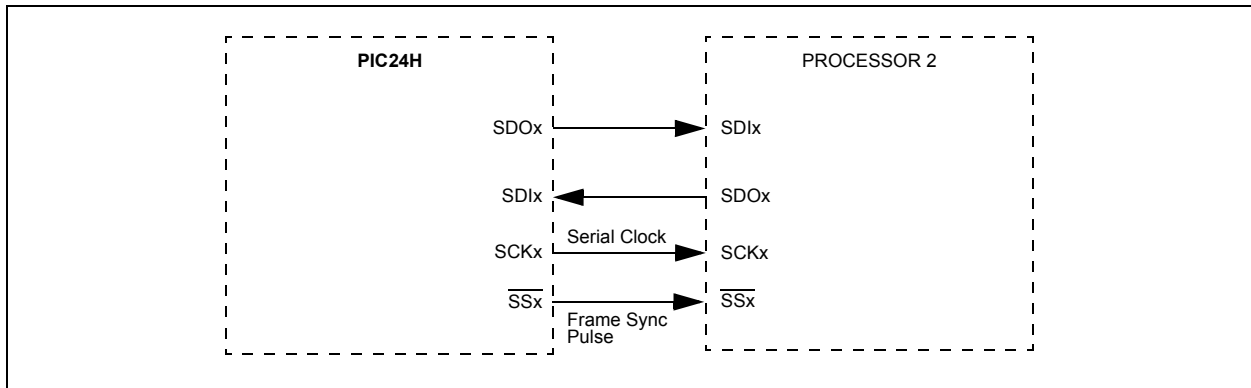 PIC24H
PROCESSOR 2
SDOx
SDIx
SDIx
SDOx
Serial Clock
SCKx
SCKx
SSx
SSx
Frame Sync
Pulse